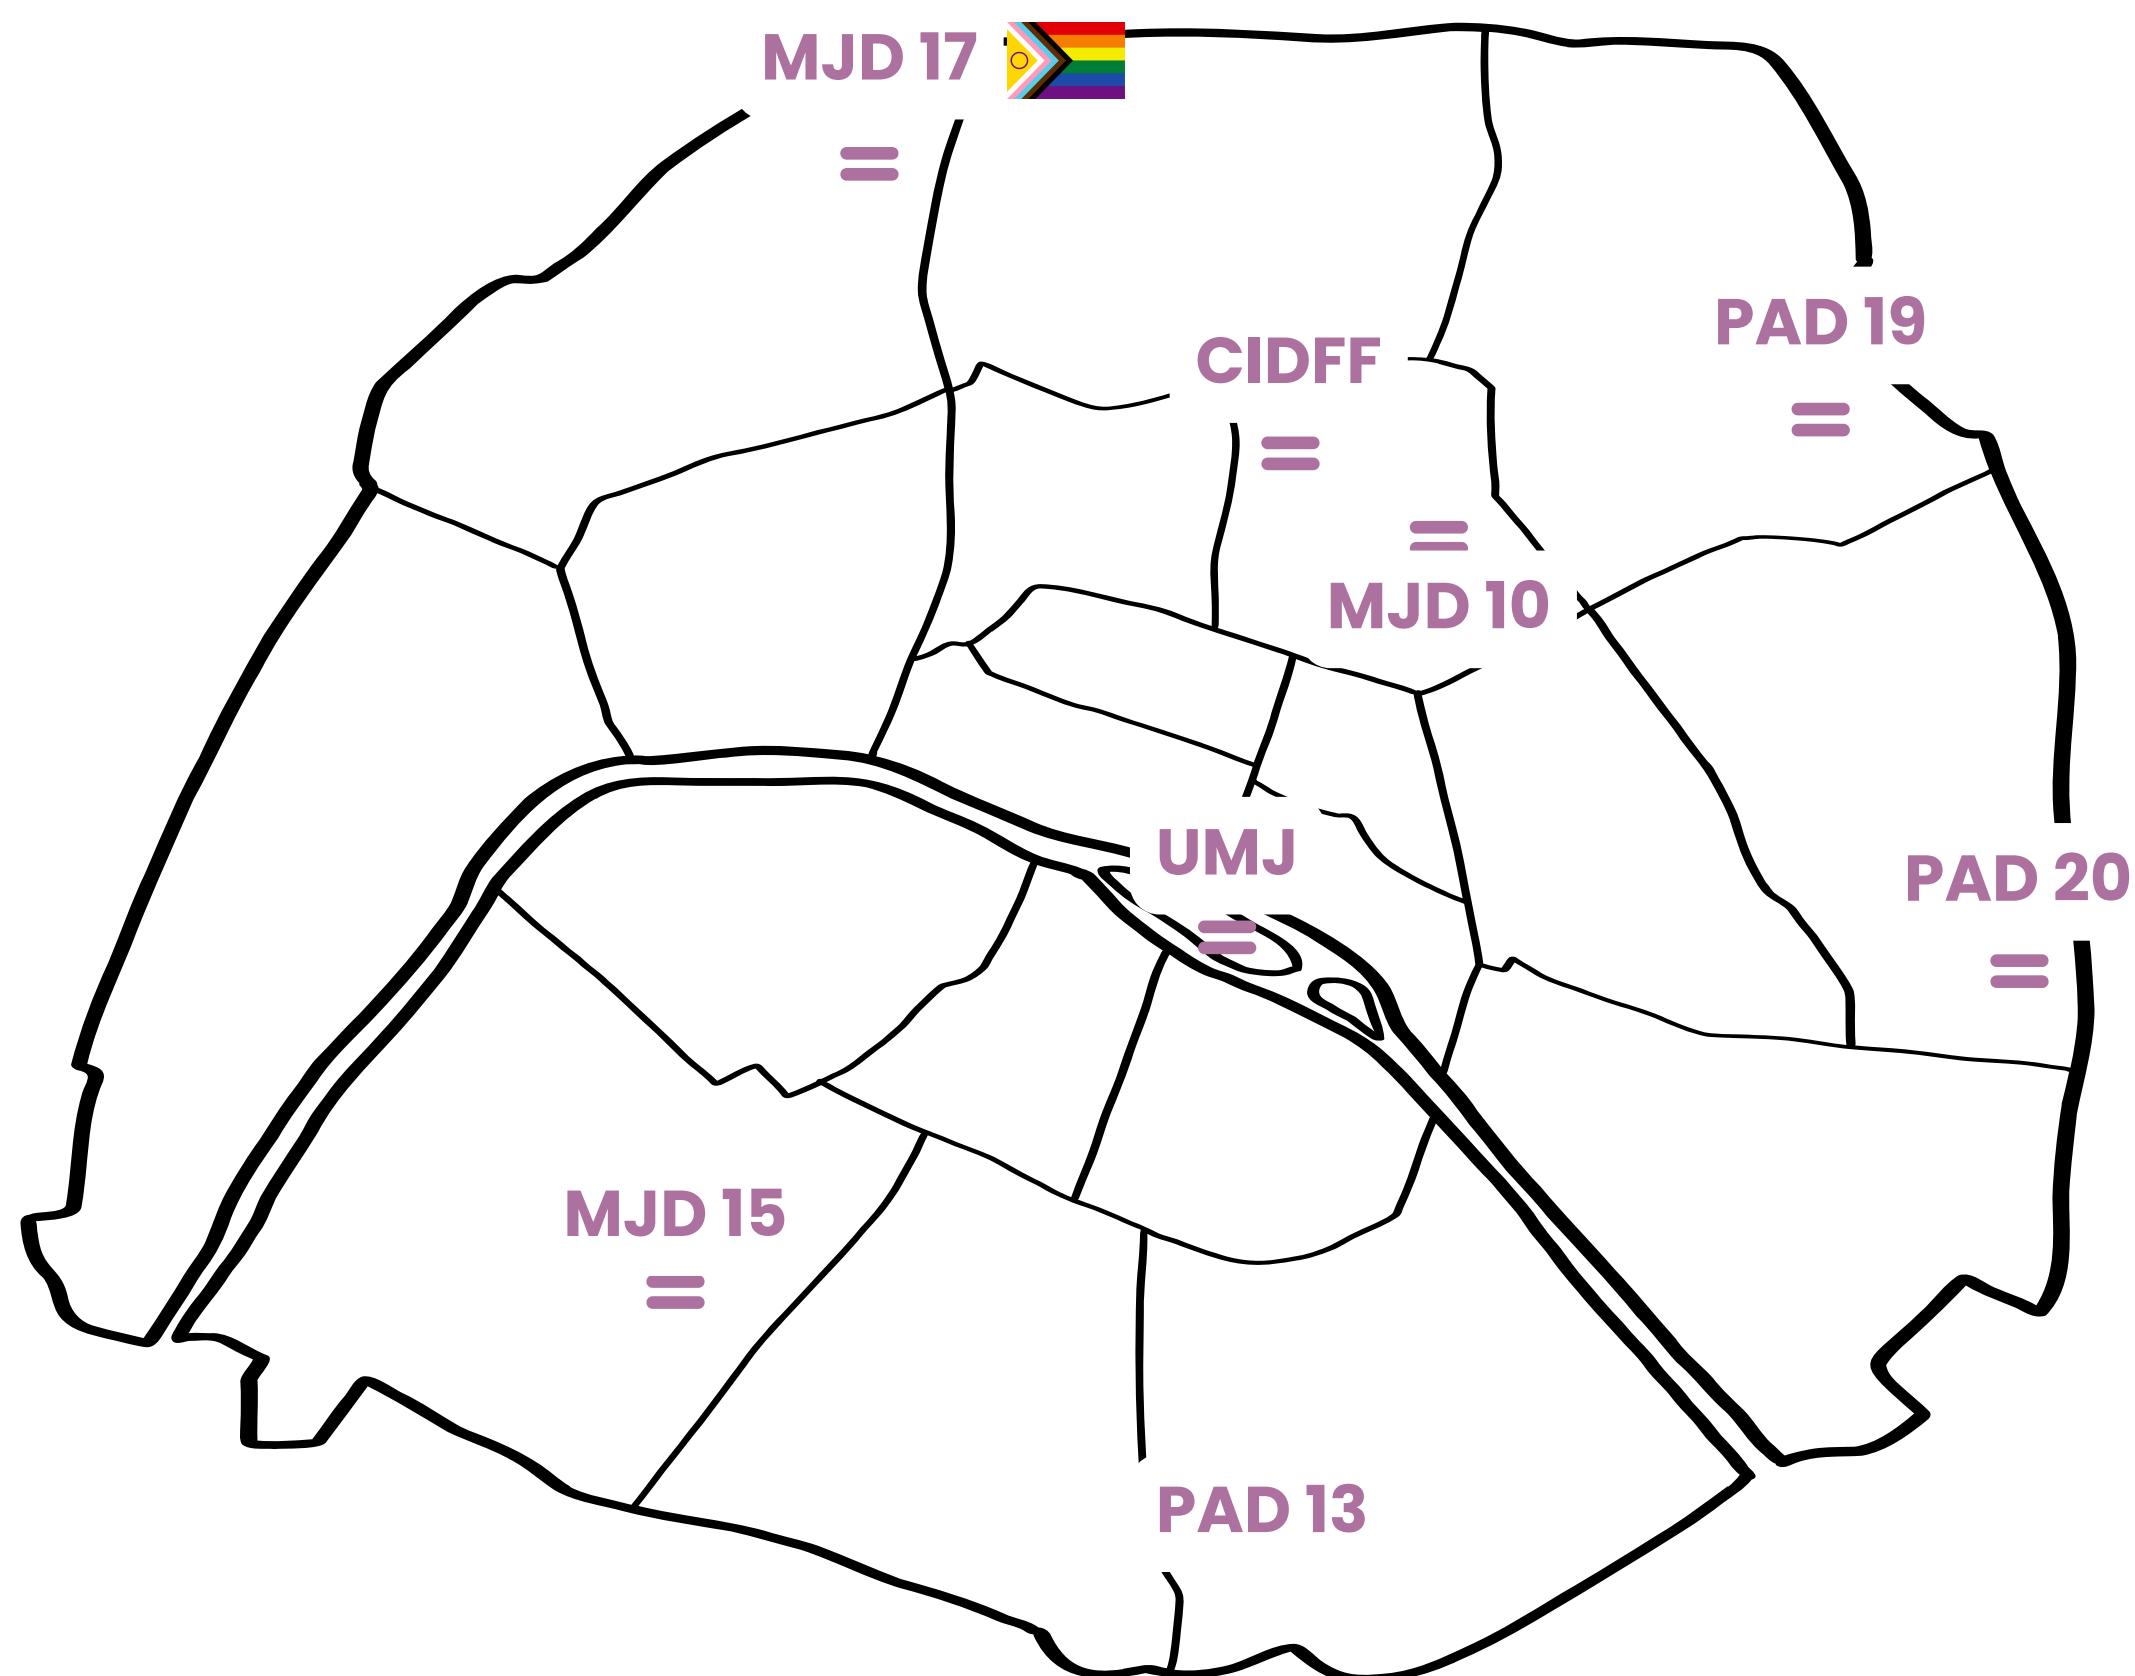 MJD 17
=
PAD 19
=
CIDFF
=
=
MJD 10
UMJ
=
PAD 20
=
MJD 15
=
PAD 13